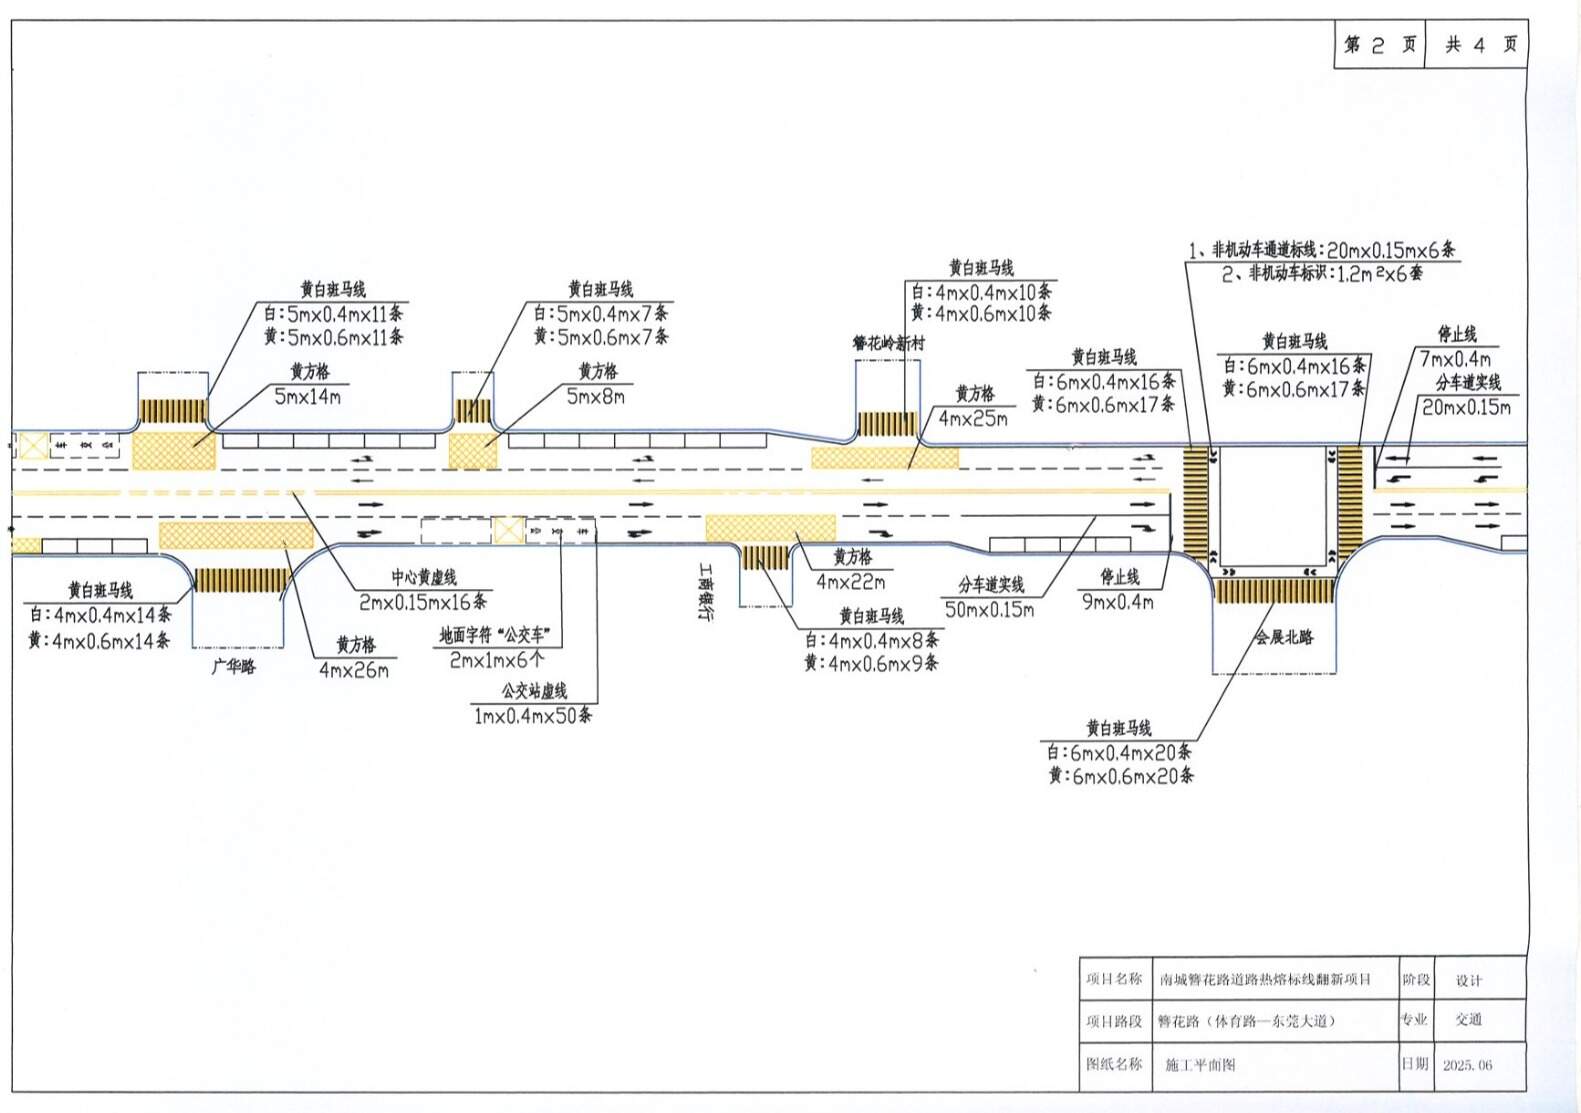 第 2 页 共 4 页
1、非机动车通道标线:20mx0.15mx6条
2、非机动车标识:1.2m²x6套
黄白斑马线
白:5mx0.4mx11条
黄:5mx0.6mx11条
黄方格
5mx14m
黄白斑马线
白:5mx0.4mx7条
黄:5mx0.6mx7条
黄方格
5mx8m
黄白斑马线
白:4mx0.4mx10条
黄:4mx0.6mx10条
簪花岭新村
黄方格
4mx25m
黄白斑马线
白:6mx0.4mx16条
黄:6mx0.6mx17条
黄白斑马线
白:6mx0.4mx16条
黄:6mx0.6mx17条
停止线
7mx0.4m
分车道实线
20mx0.15m
公交车
公交车
黄白斑马线
白:4mx0.4mx14条
黄:4mx0.6mx14条
广华路
黄方格
4mx26m
中心黄虚线
2mx0.15mx16条
地面字符“公交车”
2mx1mx6个
公交站虚线
1mx0.4mx50条
工商银行
黄方格
4mx22m
黄白斑马线
白:4mx0.4mx8条
黄:4mx0.6mx9条
分车道实线
50mx0.15m
停止线
9mx0.4m
会展北路
黄白斑马线
白:6mx0.4mx20条
黄:6mx0.6mx20条
项目名称 南城簪花路道路热熔标线翻新项目 阶段 设计
项目路段 簪花路(体育路—东莞大道) 专业 交通
图纸名称 施工平面图 日期 2025.06